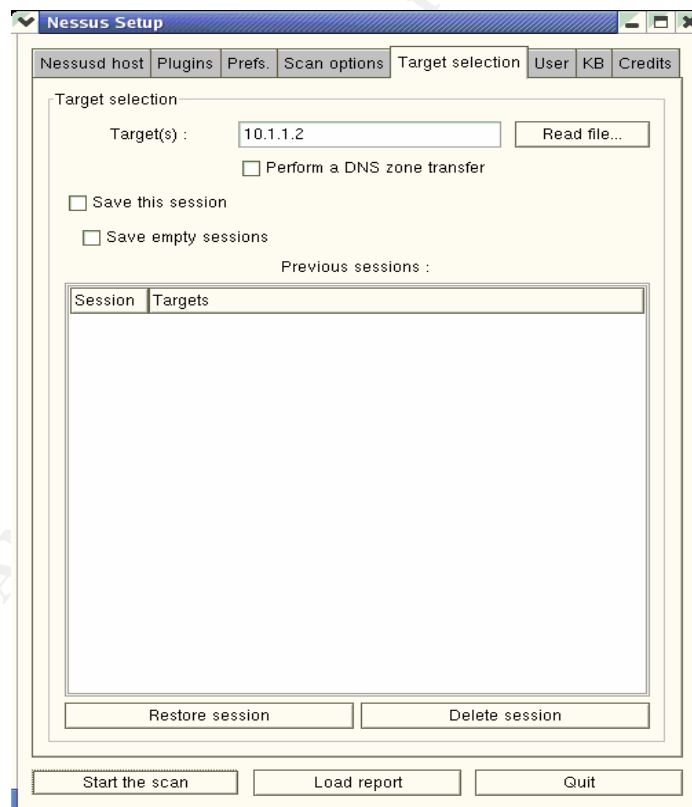 Nessus Setup
Nessusd host Plugins Prefs. Scan options Target selection User KB Credits
Target selection
Target(s) : 10.1.1.2 Read file...
Perform a DNS zone transfer
Save this session
Save empty sessions
Previous sessions :
Session Targets
Restore session Delete session
Start the scan Load report Quit